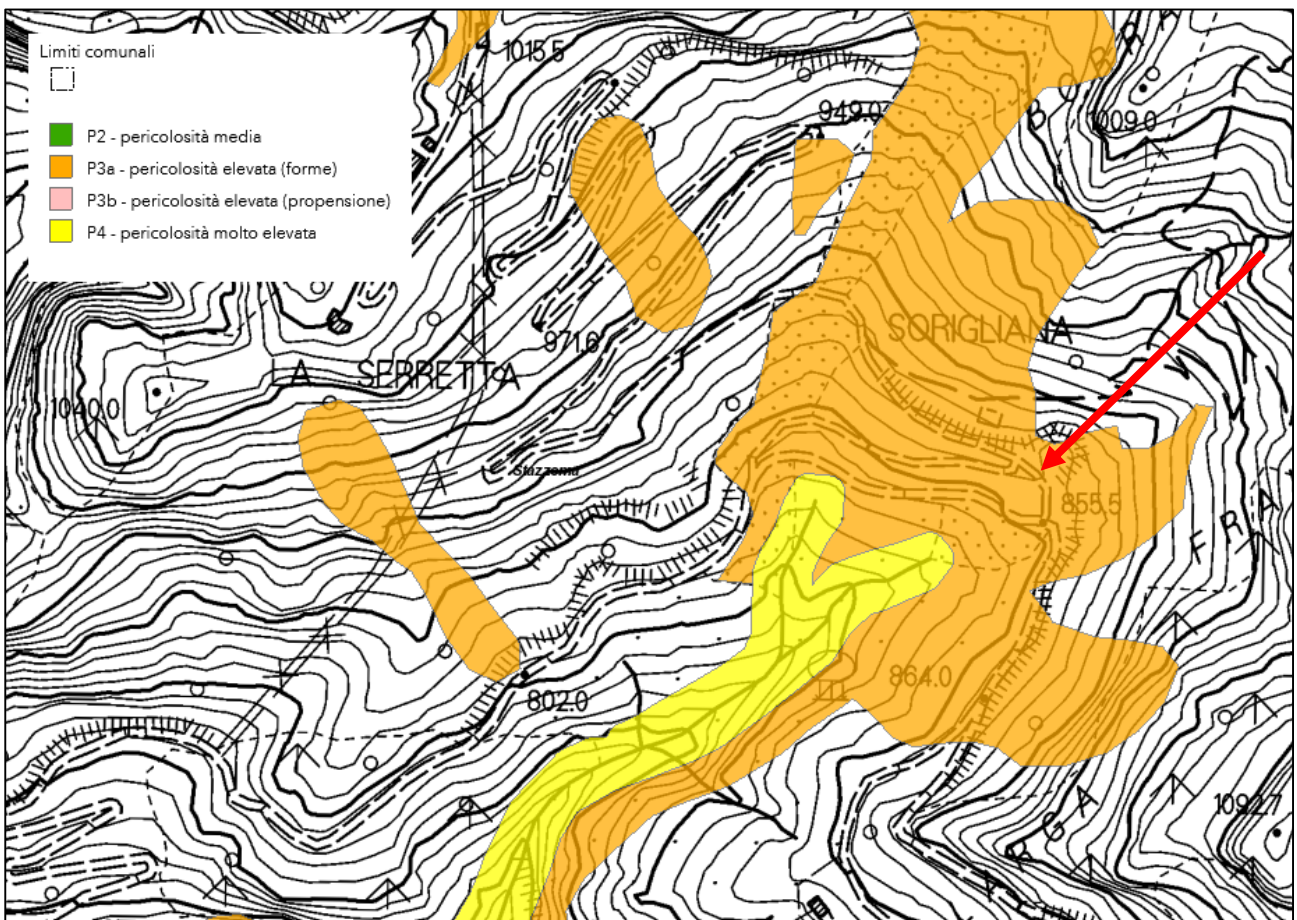 Limiti comunali
P2 - pericolosità media
P3a - pericolosità elevata (forme)
P3b - pericolosità elevata (propensione)
P4 - pericolosità molto elevata
1015.5
949.0
1009.0
SORIGLIANA
971.6
LA SERRETTA
1040.0
Stazzema
855.5
FRA
864.0
802.0
1092.7